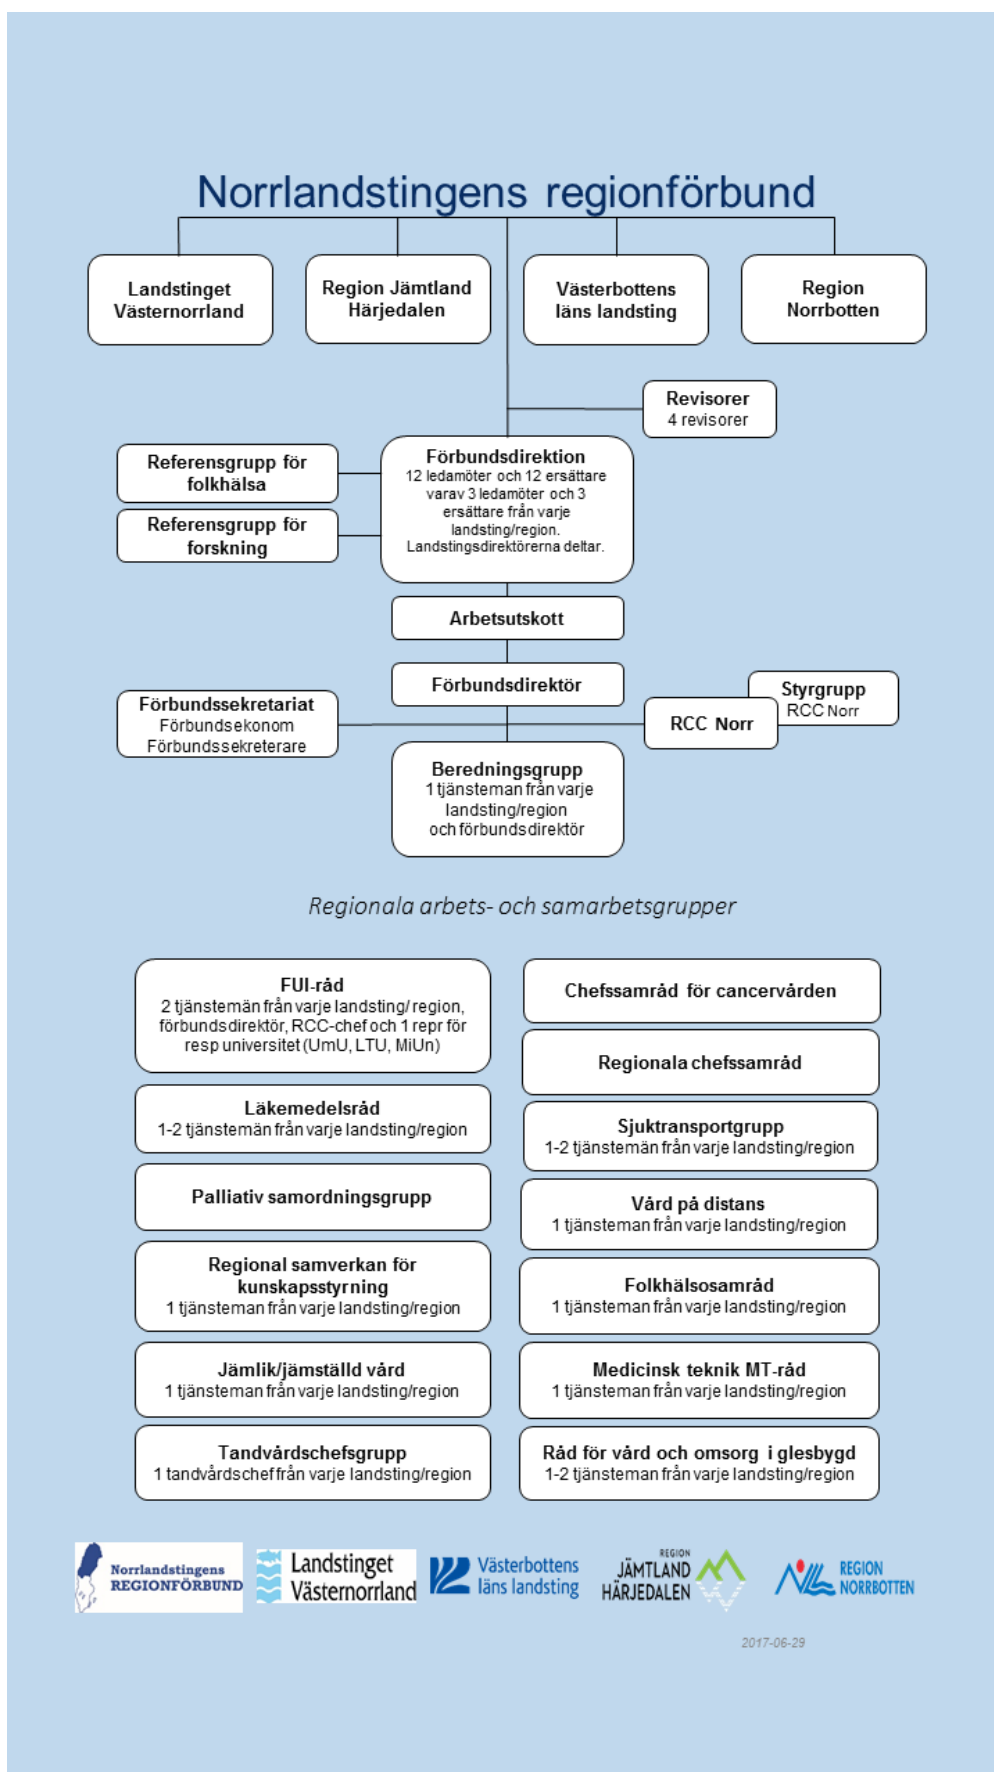 Norrlandstingens regionförbund
Landstinget
Västernorrland
Region Jämtland
Härjedalen
Västerbottens
läns landsting
Region
Norrbotten
Revisorer
4 revisorer
Referensgrupp för
folkhälsa
Referensgrupp för
forskning
Förbundsdirektion
12 ledamöter och 12 ersättare
varav 3 ledamöter och 3
ersättare från varje
landsting/region.
Landstingsdirektörerna deltar.
Arbetsutskott
Förbundsdirektör
Förbundssekretariat
Förbundsekonom
Förbundssekreterare
RCC Norr
Styrgrupp
RCC Norr
Beredningsgrupp
1 tjänsteman från varje
landsting/region
och förbundsdirektör
Regionala arbets- och samarbetsgrupper
FUI-råd
2 tjänstemän från varje landsting/ region,
förbundsdirektör, RCC-chef och 1 repr för
resp universitet (UmU, LTU, MiUn)
Läkemedelsråd
1-2 tjänstemän från varje landsting/region
Palliativ samordningsgrupp
Regional samverkan för
kunskapsstyrning
1 tjänsteman från varje landsting/region
Jämlik/jämställd vård
1 tjänsteman från varje landsting/region
Tandvårdschefsgrupp
1 tandvårdschef från varje landsting/region
Chefssamråd för cancervården
Regionala chefssamråd
Sjuktransportgrupp
1-2 tjänstemän från varje landsting/region
Vård på distans
1 tjänsteman från varje landsting/region
Folkhälsosamråd
1 tjänsteman från varje landsting/region
Medicinsk teknik MT-råd
1 tjänsteman från varje landsting/region
Råd för vård och omsorg i glesbygd
1-2 tjänsteman från varje landsting/region
Norrlandstingens
REGIONFÖRBUND
Landstinget
Västernorrland
Västerbottens
läns landsting
REGION
JÄMTLAND
HÄRJEDALEN
REGION
NORRBOTTEN
2017-06-29